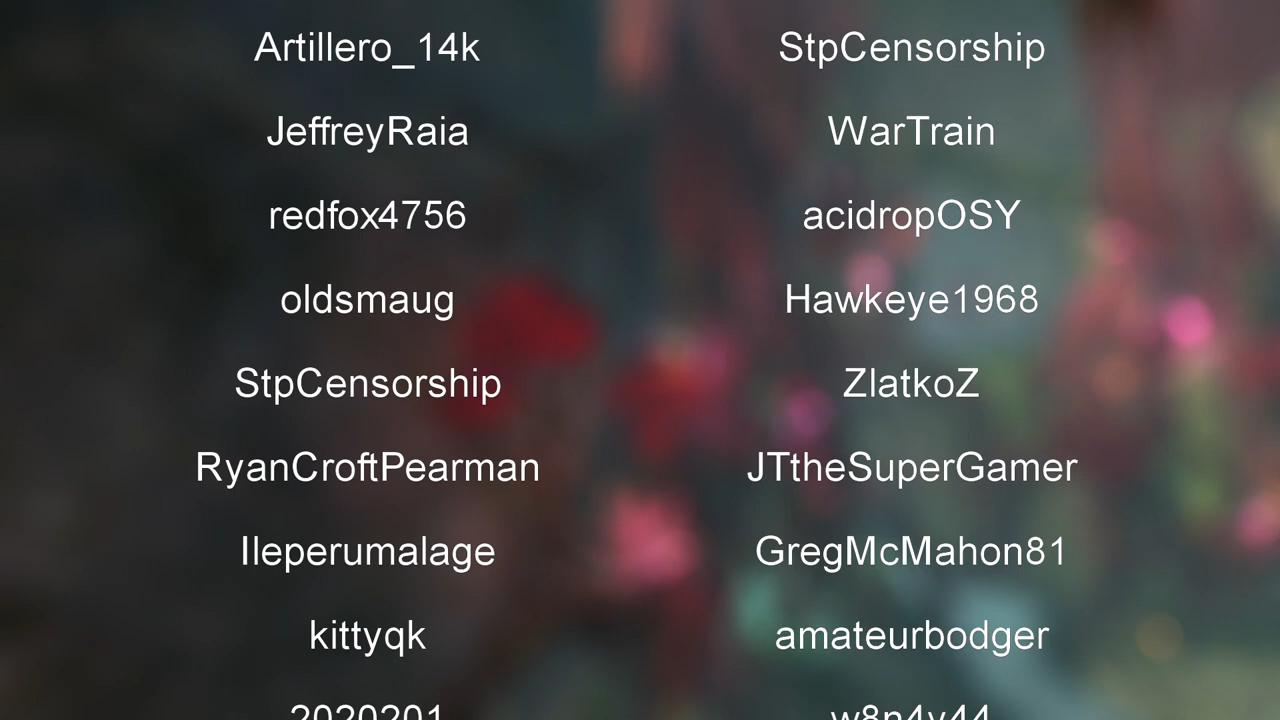 Artillero_14k StpCensorship
JeffreyRaia WarTrain
redfox4756 acidropOSY
oldsmaug Hawkeye1968
StpCensorship ZlatkoZ
RyanCroftPearman JTtheSuperGamer
Ileperumalage GregMcMahon81
kittyqk amateurbodger